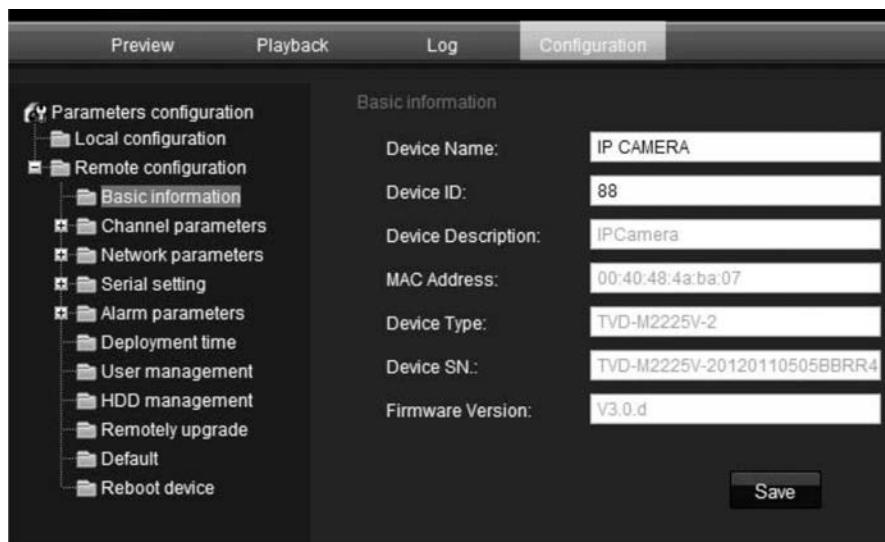 Preview Playback Log Configuration
Parameters configuration
Local configuration
Remote configuration
Basic information
Channel parameters
Network parameters
Serial setting
Alarm parameters
Deployment time
User management
HDD management
Remotely upgrade
Default
Reboot device
Basic information
Device Name: IP CAMERA
Device ID: 88
Device Description: IPCamera
MAC Address: 00:40:48:4a:ba:07
Device Type: TVD-M2225V-2
Device SN.: TVD-M2225V-20120110505BBRR4
Firmware Version: V3.0.d
Save